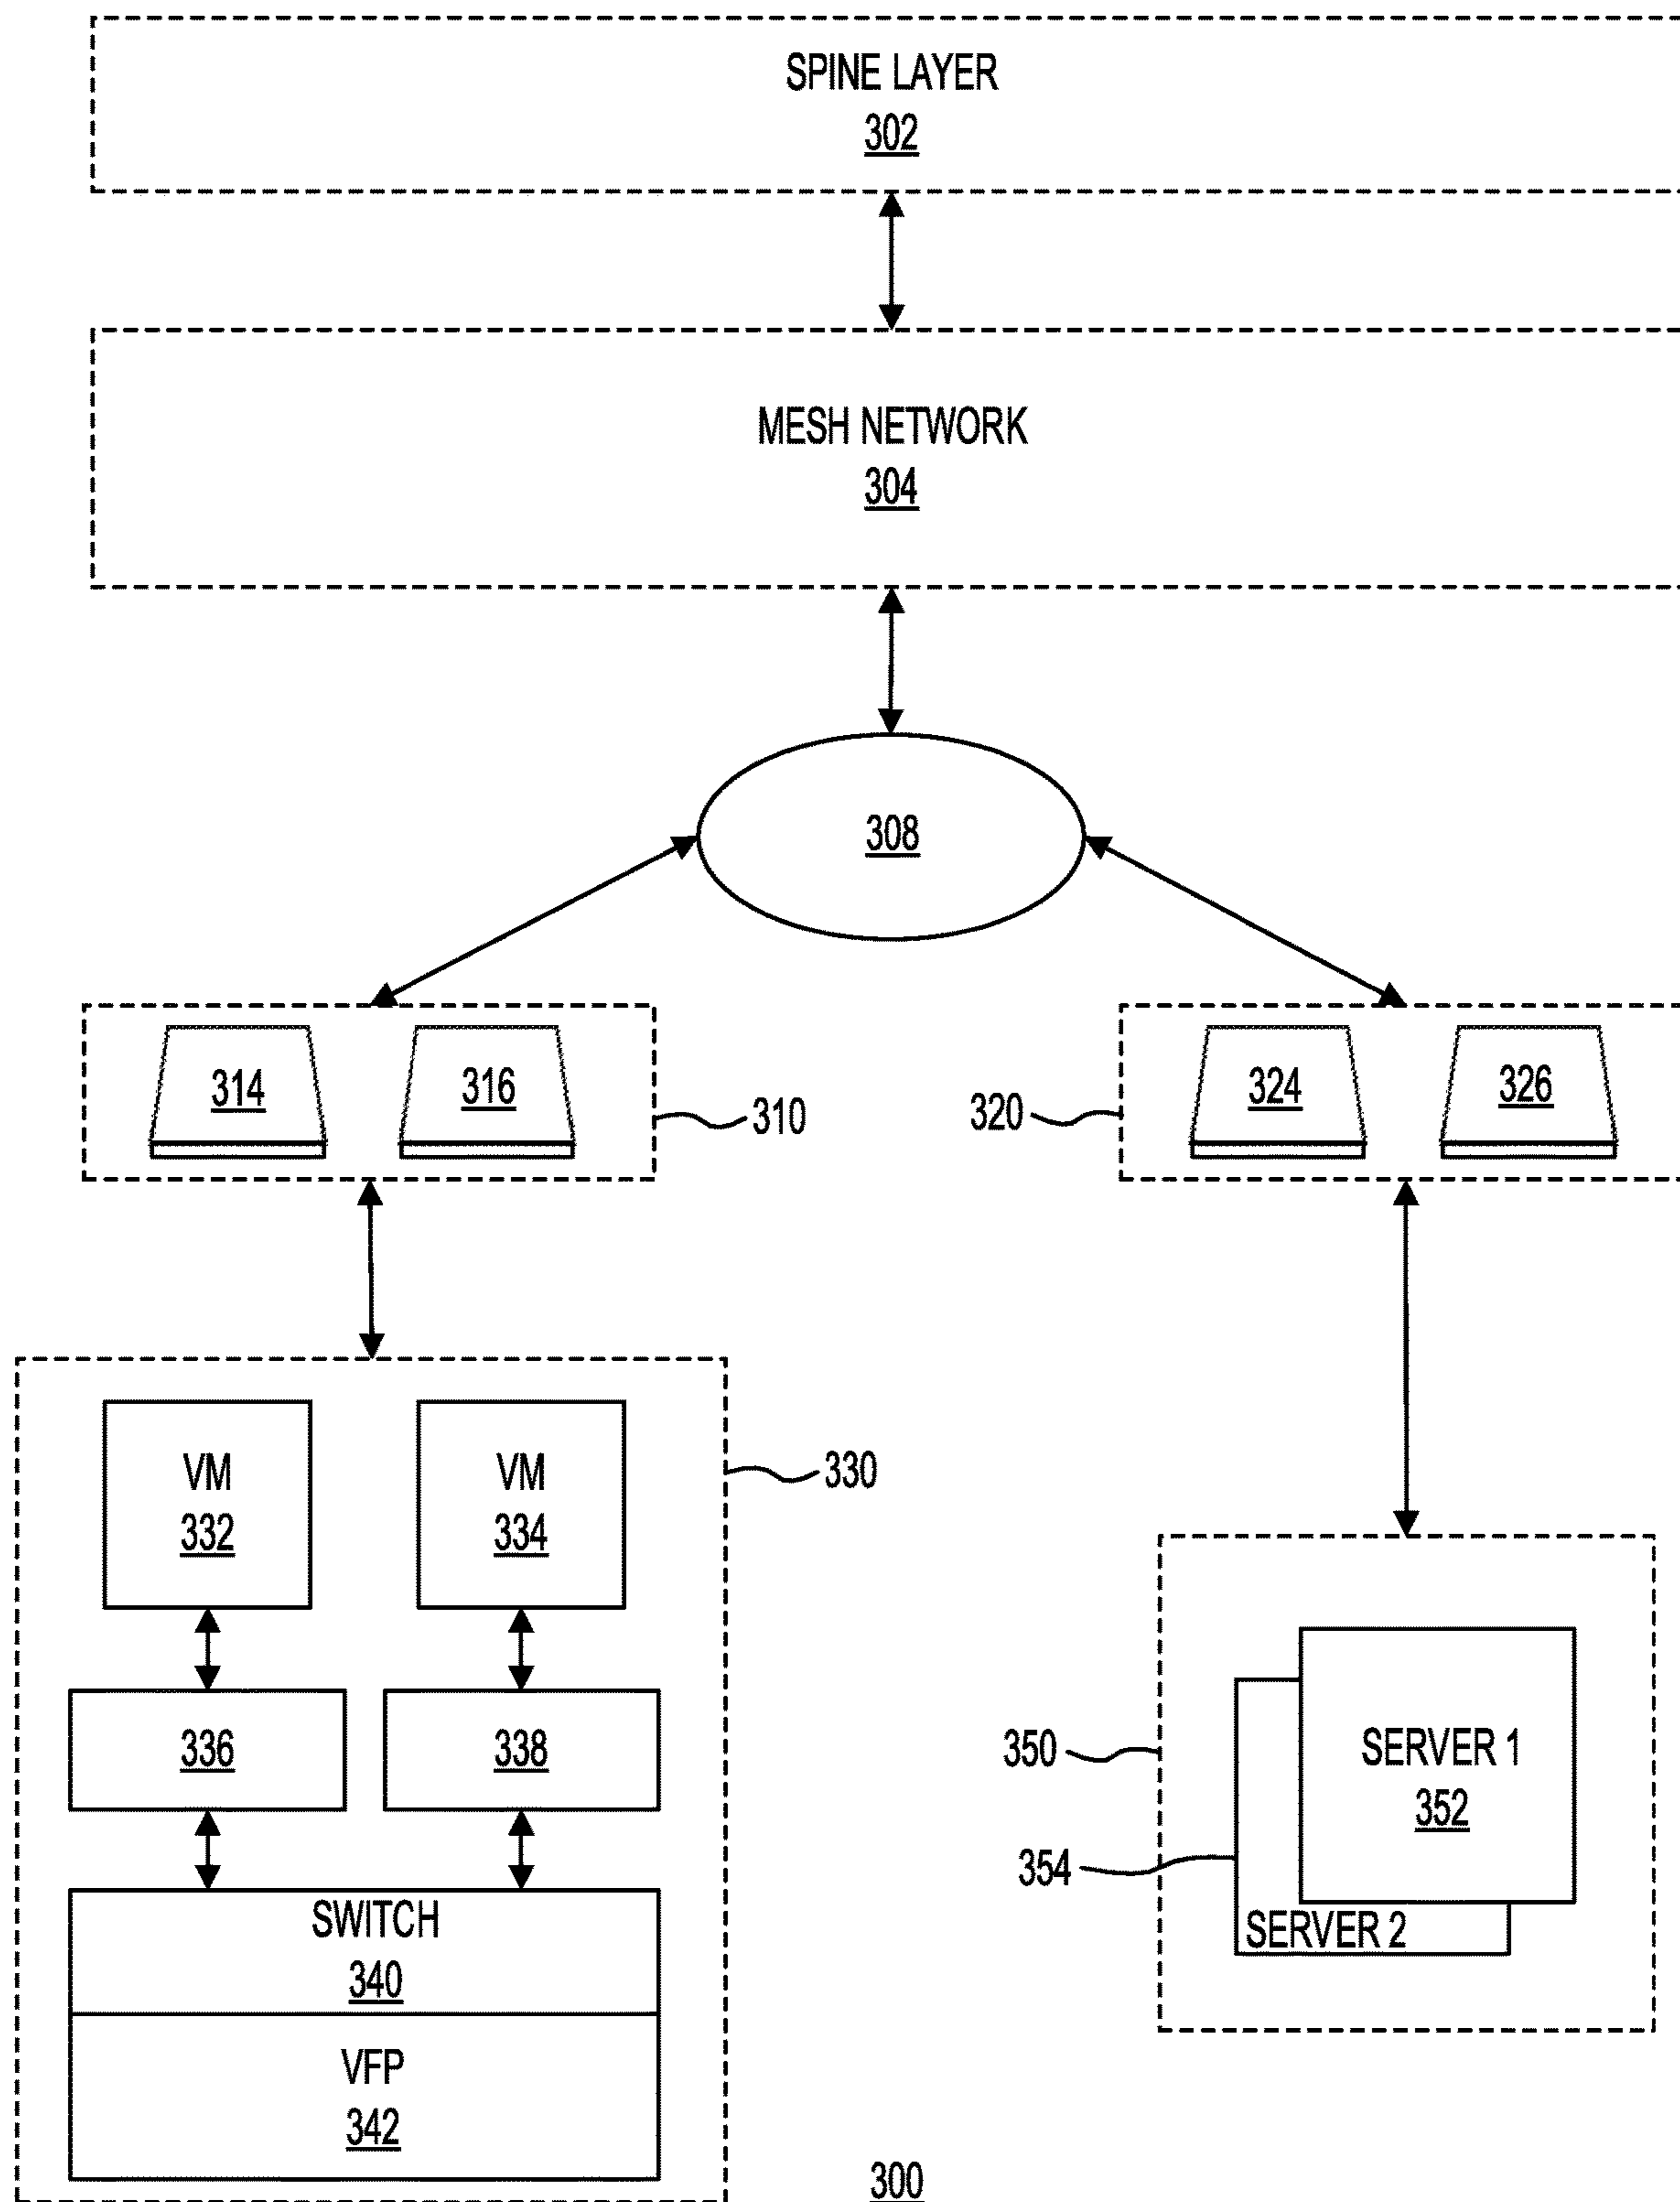 SPINE LAYER
302
MESH NETWORK
304
308
314
316
310
320
324
326
VM
332
VM
334
330
336
338
SWITCH
340
VFP
342
350
SERVER 1
352
354
SERVER 2
300